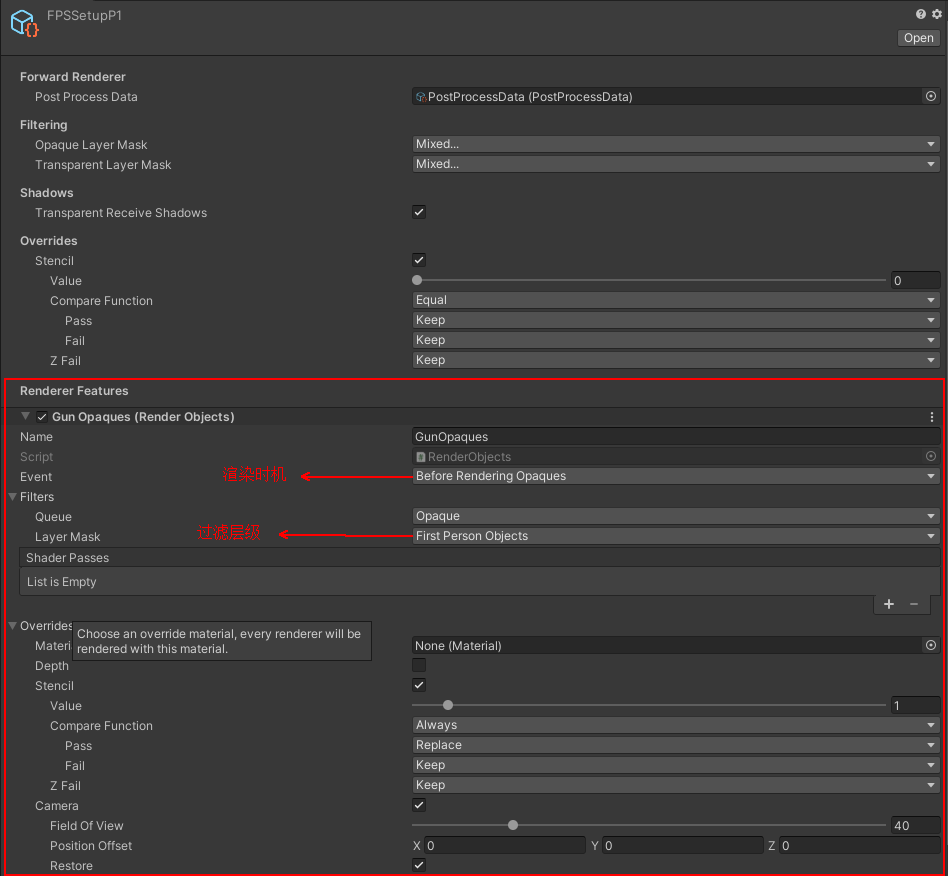 FPSSetupP1
Open
Forward Renderer
Post Process Data PostProcessData (PostProcessData)
Filtering
Opaque Layer Mask Mixed...
Transparent Layer Mask Mixed...
Shadows
Transparent Receive Shadows
Overrides
Stencil
Value 0
Compare Function Equal
Pass Keep
Fail Keep
Z Fail Keep
Renderer Features
Gun Opaques (Render Objects)
Name GunOpaques
Script RenderObjects
Event 渲染时机 Before Rendering Opaques
Filters
Queue Opaque
Layer Mask 过滤层级 First Person Objects
Shader Passes
List is Empty
Overrides
Choose an override material, every renderer will be
rendered with this material.
Materi None (Material)
Depth
Stencil
Value 1
Compare Function Always
Pass Replace
Fail Keep
Z Fail Keep
Camera
Field Of View 40
Position Offset X 0 Y 0 Z 0
Restore